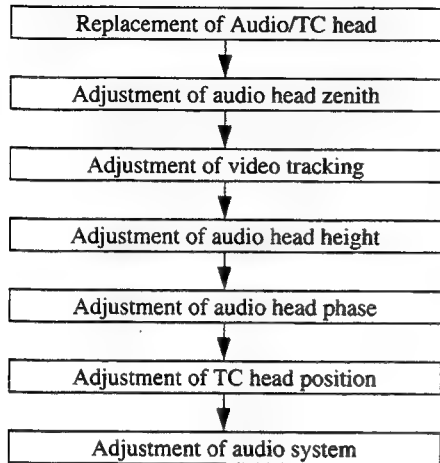 Replacement of Audio/TC head
Adjustment of audio head zenith
Adjustment of video tracking
Adjustment of audio head height
Adjustment of audio head phase
Adjustment of TC head position
Adjustment of audio system